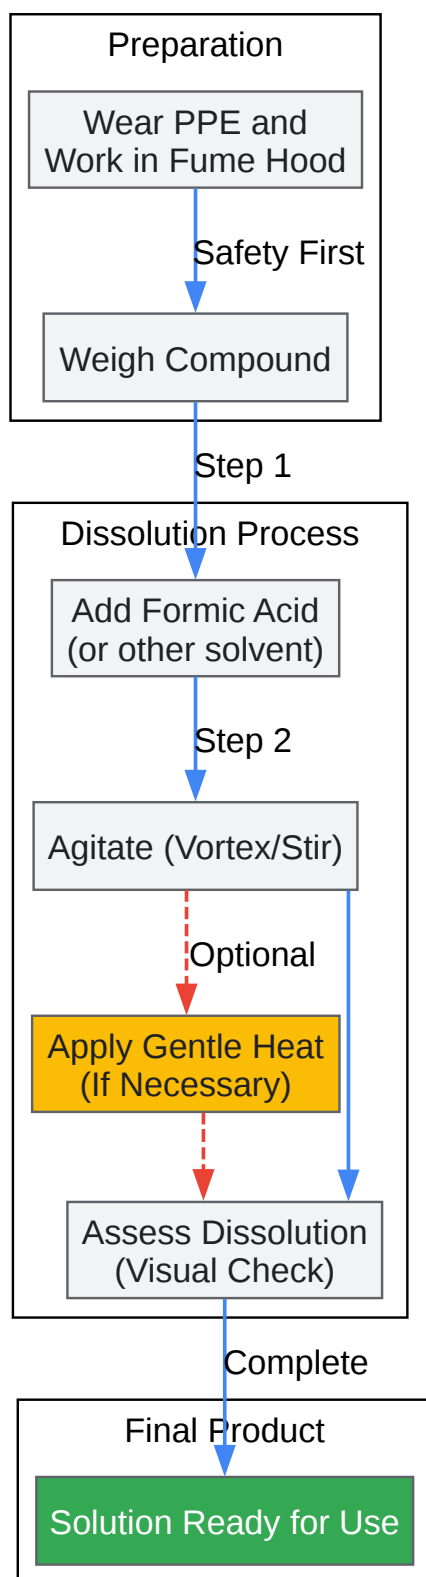 Preparation
Wear PPE and
Work in Fume Hood
Safety First
Weigh Compound
Step 1
Dissolution Process
Add Formic Acid
(or other solvent)
Step 2
Agitate (Vortex/Stir)
Optional
Apply Gentle Heat
(If Necessary)
Assess Dissolution
(Visual Check)
Complete
Final Product
Solution Ready for Use